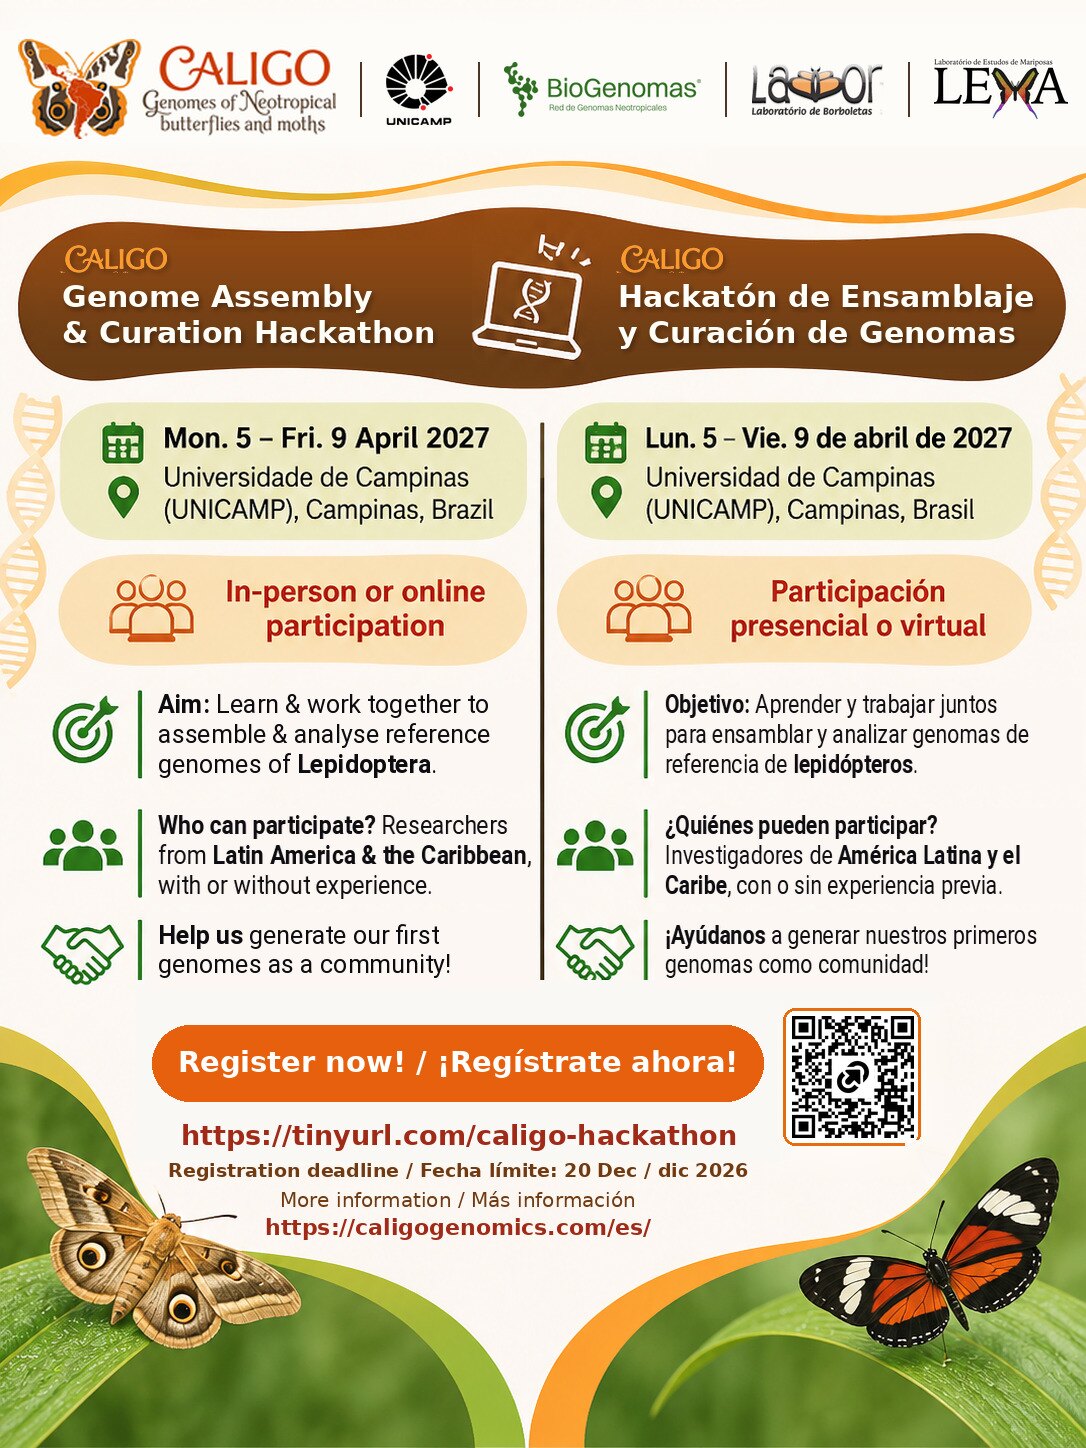 CALIGO
Genomes of Neotropical
butterflies and moths
UNICAMP
BioGenomas
Red de Genomas Neotropicales
LABBOR
Laboratório de Borboletas
Laboratório de Estudos de Mariposas
LEMA
CALIGO
Genome Assembly
& Curation Hackathon
CALIGO
Hackatón de Ensamblaje
y Curación de Genomas
Mon. 5 – Fri. 9 April 2027
Universidade de Campinas
(UNICAMP), Campinas, Brazil
In-person or online
participation
Aim: Learn & work together to
assemble & analyse reference
genomes of Lepidoptera.
Who can participate? Researchers
from Latin America & the Caribbean,
with or without experience.
Help us generate our first
genomes as a community!
Lun. 5 – Vie. 9 de abril de 2027
Universidad de Campinas
(UNICAMP), Campinas, Brasil
Participación
presencial o virtual
Objetivo: Aprender y trabajar juntos
para ensamblar y analizar genomas de
referencia de lepidópteros.
¿Quiénes pueden participar?
Investigadores de América Latina y el
Caribe, con o sin experiencia previa.
¡Ayúdanos a generar nuestros primeros
genomas como comunidad!
Register now! / ¡Regístrate ahora!
https://tinyurl.com/caligo-hackathon
Registration deadline / Fecha límite: 20 Dec / dic 2026
More information / Más información
https://caligogenomics.com/es/